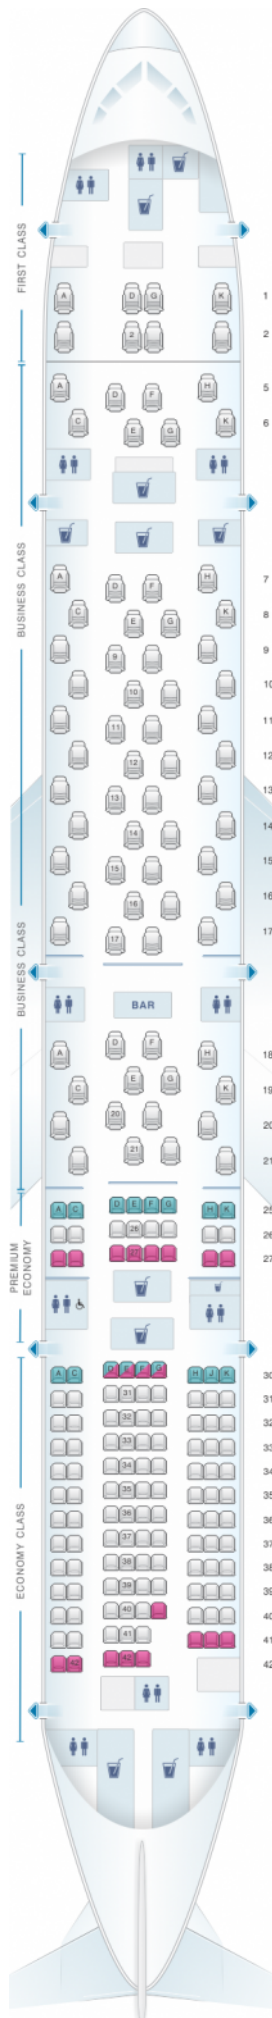 FIRST CLASS
A D G K 1
2 2
BUSINESS CLASS
A D F H 5
C E G K 6
A D F H 7
C E G K 8
9 9
10 10
11 11
12 12
13 13
14 14
15 15
16 16
17 17
BUSINESS CLASS
BAR
A D F H 18
C E G K 19
20 20
21 21
PREMIUM ECONOMY
A C D E F G H K 25
26 26
27 27
ECONOMY CLASS
A C D E F G H J K 30
31 31
32 32
33 33
34 34
35 35
36 36
37 37
38 38
39 39
40 40
41 41
42 42 42